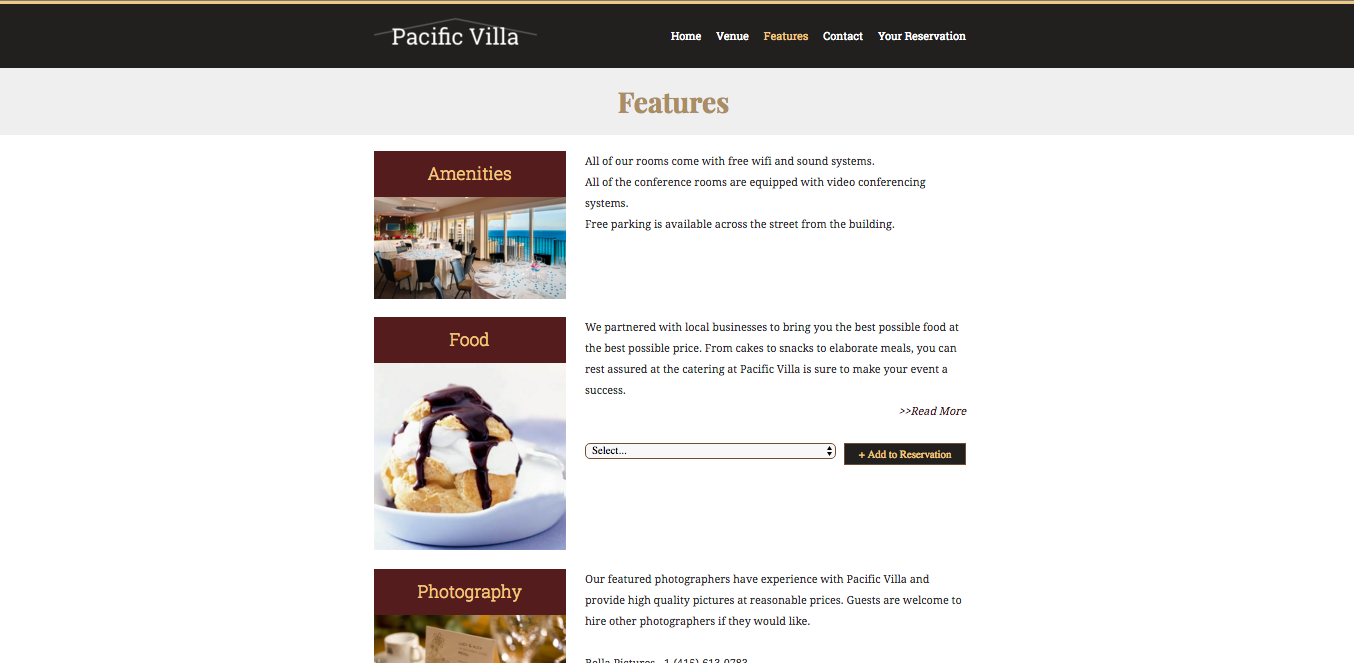 Pacific Villa
Home Venue Features Contact Your Reservation
Features
Amenities
All of our rooms come with free wifi and sound systems.
All of the conference rooms are equipped with video conferencing
systems.
Free parking is available across the street from the building.
Food
We partnered with local businesses to bring you the best possible food at
the best possible price. From cakes to snacks to elaborate meals, you can
rest assured at the catering at Pacific Villa is sure to make your event a
success.
>>Read More
Select...
+ Add to Reservation
Photography
Our featured photographers have experience with Pacific Villa and
provide high quality pictures at reasonable prices. Guests are welcome to
hire other photographers if they would like.
Bella Pictures - 1 (415) 613-0783